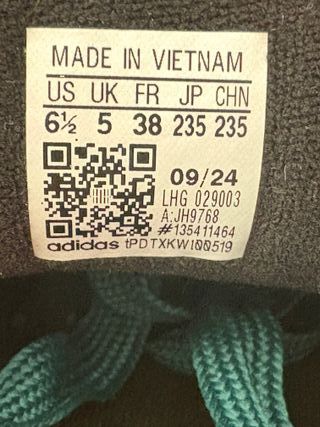 MADE IN VIETNAM
US UK FR JP CHN
6½ 5 38 235 235
09/24
LHG 029003
A:JH9768
#135411464
adidas tPDTXKW100519